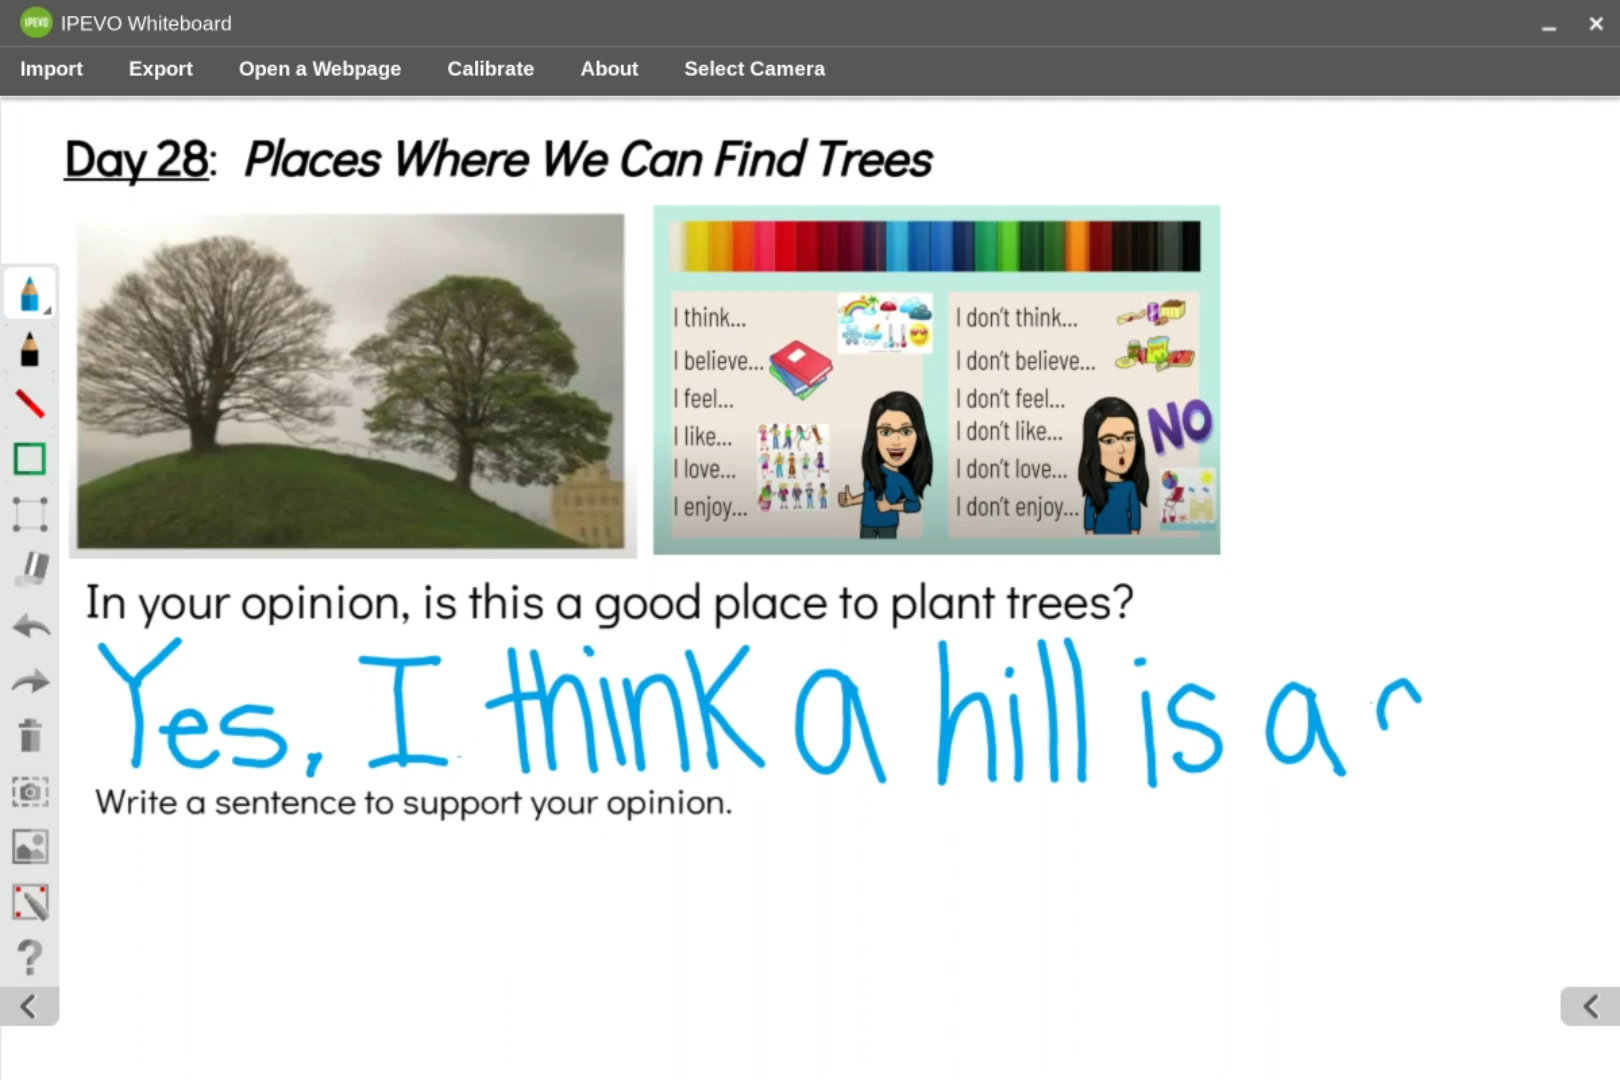 IPEVO
IPEVO Whiteboard
Import Export Open a Webpage Calibrate About Select Camera
Day 28: Places Where We Can Find Trees
I think...
I believe...
I feel...
I like...
I love...
I enjoy...
I don't think...
I don't believe...
I don't feel...
I don't like...
I don't love...
I don't enjoy...
NO
In your opinion, is this a good place to plant trees?
Yes, I think a hill is a
Write a sentence to support your opinion.
?